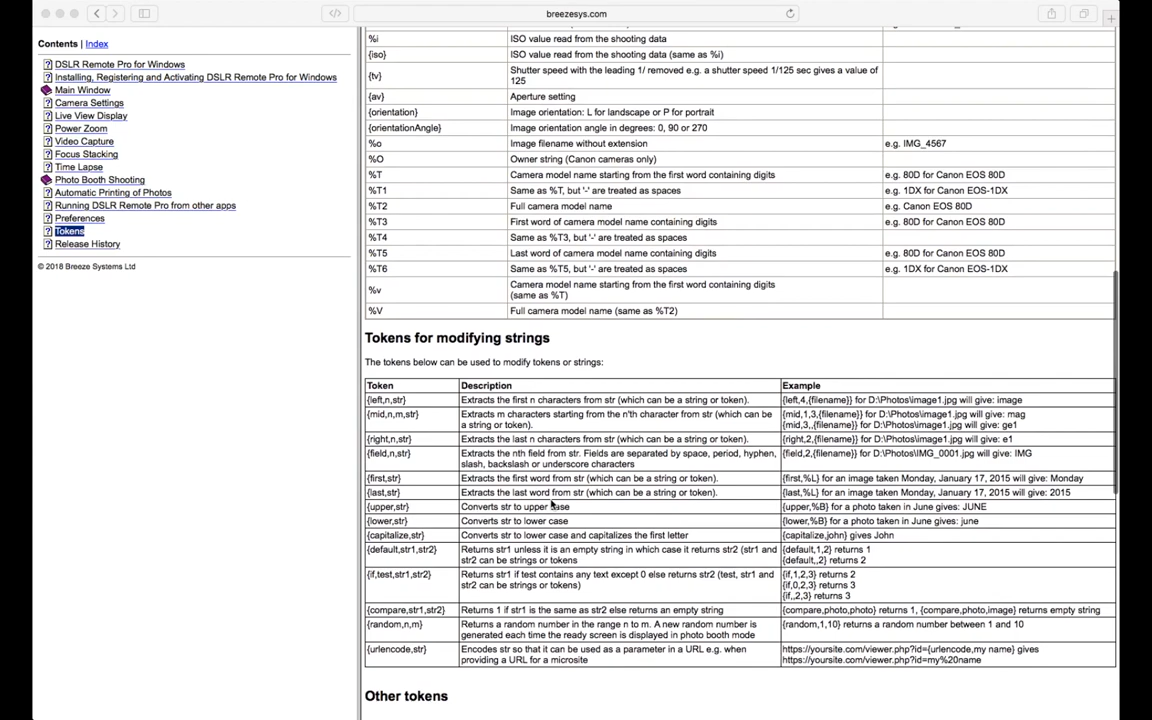 breezesys.com
Contents | Index
DSLR Remote Pro for Windows
Installing, Registering and Activating DSLR Remote Pro for Windows
Main Window
Camera Settings
Live View Display
Power Zoom
Video Capture
Focus Stacking
Time Lapse
Photo Booth Shooting
Automatic Printing of Photos
Running DSLR Remote Pro from other apps
Preferences
Tokens
Release History
© 2018 Breeze Systems Ltd
%i ISO value read from the shooting data
{iso} ISO value read from the shooting data (same as %i)
{tv} Shutter speed with the leading 1/ removed e.g. a shutter speed 1/125 sec gives a value of
125
{av} Aperture setting
{orientation} Image orientation: L for landscape or P for portrait
{orientationAngle} Image orientation angle in degrees: 0, 90 or 270
%o Image filename without extension e.g. IMG_4567
%O Owner string (Canon cameras only)
%T Camera model name starting from the first word containing digits e.g. 80D for Canon EOS 80D
%T1 Same as %T, but '-' are treated as spaces e.g. 1DX for Canon EOS-1DX
%T2 Full camera model name e.g. Canon EOS 80D
%T3 First word of camera model name containing digits e.g. 80D for Canon EOS 80D
%T4 Same as %T3, but '-' are treated as spaces
%T5 Last word of camera model name containing digits e.g. 80D for Canon EOS 80D
%T6 Same as %T5, but '-' are treated as spaces e.g. 1DX for Canon EOS-1DX
%v Camera model name starting from the first word containing digits
(same as %T)
%V Full camera model name (same as %T2)
Tokens for modifying strings
The tokens below can be used to modify tokens or strings:
Token Description Example
{left,n,str} Extracts the first n characters from str (which can be a string or token). {left,4,{filename}} for D:\Photos\image1.jpg will give: image
{mid,n,m,str} Extracts m characters starting from the n'th character from str (which can be {mid,1,3,{filename}} for D:\Photos\image1.jpg will give: mag
a string or token). {mid,3,,{filename}} for D:\Photos\image1.jpg will give: ge1
{right,n,str} Extracts the last n characters from str (which can be a string or token). {right,2,{filename}} for D:\Photos\image1.jpg will give: e1
{field,n,str} Extracts the nth field from str. Fields are separated by space, period, hyphen, {field,2,{filename}} for D:\Photos\IMG_0001.jpg will give: IMG
slash, backslash or underscore characters
{first,str} Extracts the first word from str (which can be a string or token). {first,%L} for an image taken Monday, January 17, 2015 will give: Monday
{last,str} Extracts the last word from str (which can be a string or token). {last,%L} for an image taken Monday, January 17, 2015 will give: 2015
{upper,str} Converts str to upper case {upper,%B} for a photo taken in June gives: JUNE
{lower,str} Converts str to lower case {lower,%B} for a photo taken in June gives: june
{capitalize,str} Converts str to lower case and capitalizes the first letter {capitalize,john} gives John
{default,str1,str2} Returns str1 unless it is an empty string in which case it returns str2 (str1 and {default,1,2} returns 1
str2 can be strings or tokens {default,,2} returns 2
{if,test,str1,str2} Returns str1 if test contains any text except 0 else returns str2 (test, str1 and {if,1,2,3} returns 2
str2 can be strings or tokens) {if,0,2,3} returns 3
{if,,2,3} returns 3
{compare,str1,str2} Returns 1 if str1 is the same as str2 else returns an empty string {compare,photo,photo} returns 1, {compare,photo,image} returns empty string
{random,n,m} Returns a random number in the range n to m. A new random number is {random,1,10} returns a random number between 1 and 10
generated each time the ready screen is displayed in photo booth mode
{urlencode,str} Encodes str so that it can be used as a parameter in a URL e.g. when https://yoursite.com/viewer.php?id={urlencode,my name} gives
providing a URL for a microsite https://yoursite.com/viewer.php?id=my%20name
Other tokens